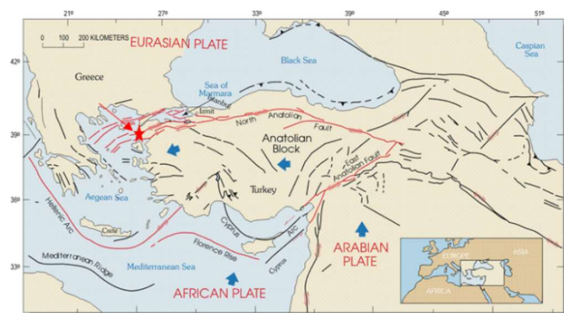 21°
27°
33°
39°
45°
51°
0 100 200 KILOMETERS
EURASIAN PLATE
Black Sea
Caspian
Sea
42°
Greece
Sea of
Marmara
Istanbul
Izmit
North Anatolian
Fault
39°
Anatolian
Block
East
Anatolian Fault
Turkey
Aegean Sea
36°
Hellenic Arc
Crete
Cyprus
Arc
Florence Rise
Cyprus
ARABIAN
PLATE
33°
Mediterranean Ridge
Mediterranean Sea
AFRICAN PLATE
EUROPE
ASIA
AFRICA